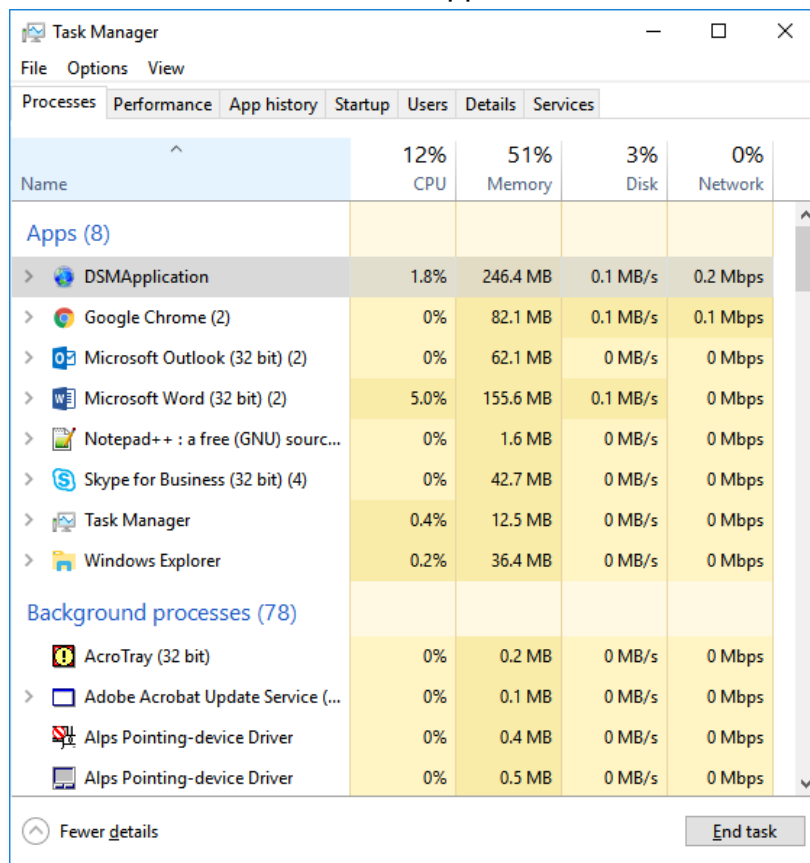 Task Manager
File Options View
Processes Performance App history Startup Users Details Services
12% 51% 3% 0%
Name CPU Memory Disk Network
Apps (8)
DSMApplication 1.8% 246.4 MB 0.1 MB/s 0.2 Mbps
Google Chrome (2) 0% 82.1 MB 0.1 MB/s 0.1 Mbps
Microsoft Outlook (32 bit) (2) 0% 62.1 MB 0 MB/s 0 Mbps
Microsoft Word (32 bit) (2) 5.0% 155.6 MB 0.1 MB/s 0 Mbps
Notepad++ : a free (GNU) sourc... 0% 1.6 MB 0 MB/s 0 Mbps
Skype for Business (32 bit) (4) 0% 42.7 MB 0 MB/s 0 Mbps
Task Manager 0.4% 12.5 MB 0 MB/s 0 Mbps
Windows Explorer 0.2% 36.4 MB 0 MB/s 0 Mbps
Background processes (78)
AcroTray (32 bit) 0% 0.2 MB 0 MB/s 0 Mbps
Adobe Acrobat Update Service (... 0% 0.1 MB 0 MB/s 0 Mbps
Alps Pointing-device Driver 0% 0.4 MB 0 MB/s 0 Mbps
Alps Pointing-device Driver 0% 0.5 MB 0 MB/s 0 Mbps
Fewer details End task